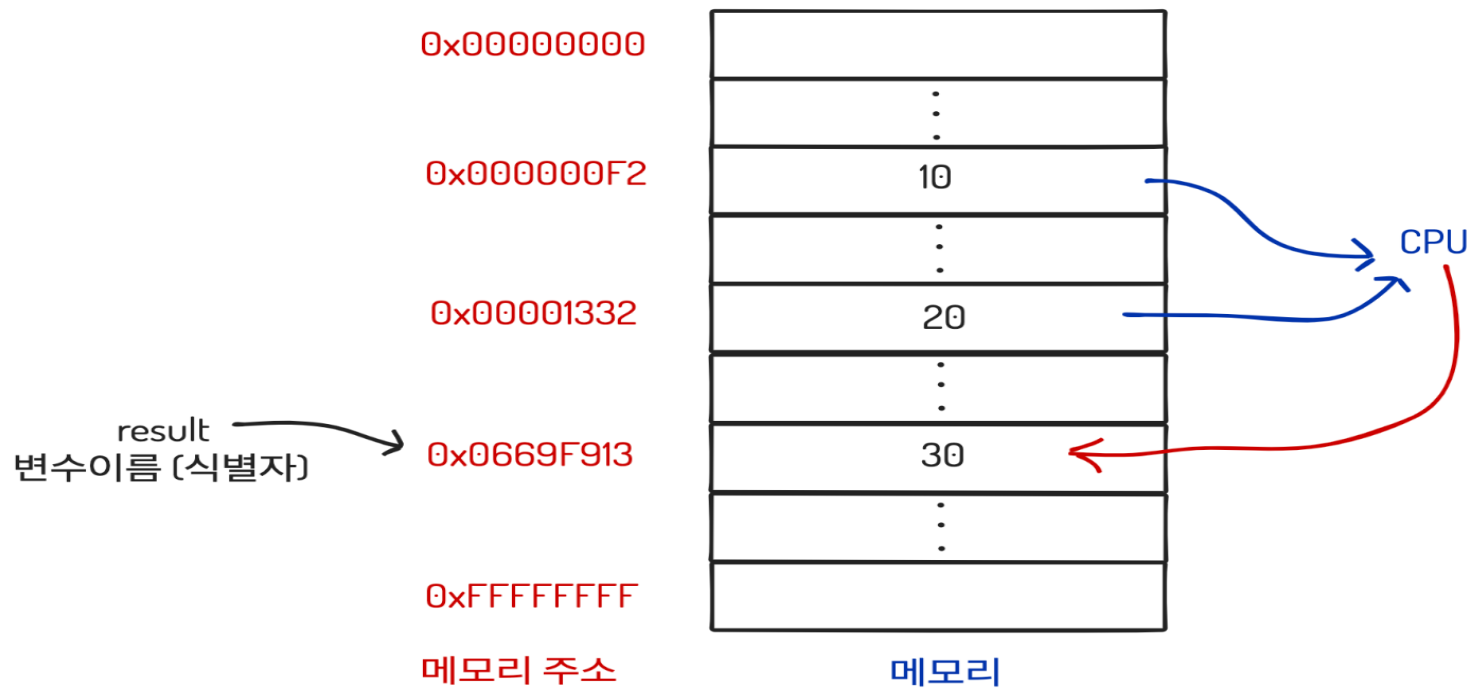 0x00000000
0x000000F2
10
CPU
0x00001332
20
result
변수이름 (식별자)
0x0669F913
30
0xFFFFFFFF
메모리 주소
메모리